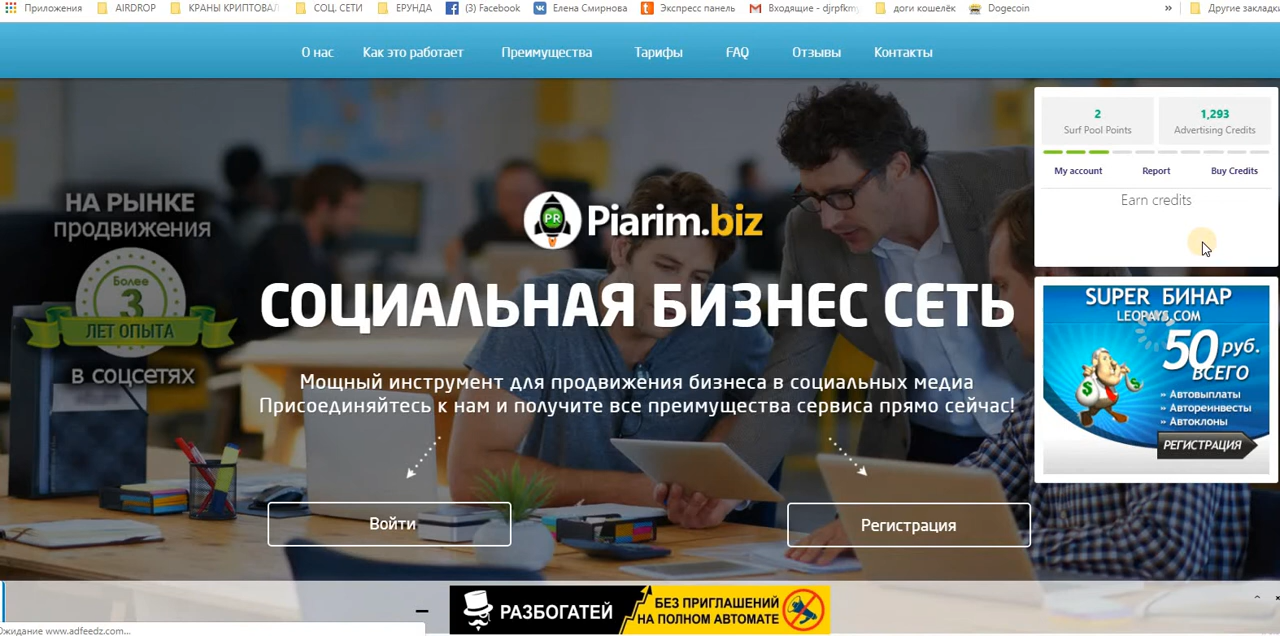 Приложения AIRDROP КРАНЫ КРИПТОВАЛ СОЦ. СЕТИ ЕРУНДА (3) Facebook Елена Смирнова Экспресс панель Входящие - djrpfkm доги кошелёк Dogecoin » Другие закладки
О нас Как это работает Преимущества Тарифы FAQ Отзывы Контакты
2 1,293
Surf Pool Points Advertising Credits
My account Report Buy Credits
Earn credits
НА РЫНКЕ
продвижения
Более
3
ЛЕТ ОПЫТА
в соцсетях
PR Piarim.biz
СОЦИАЛЬНАЯ БИЗНЕС СЕТЬ
Мощный инструмент для продвижения бизнеса в социальных медиа
Присоединяйтесь к нам и получите все преимущества сервиса прямо сейчас!
Войти Регистрация
SUPER БИНАР
LEOPAYS.COM
50 руб.
ВСЕГО
» Автовыплаты
» Автореинвесты
» Автоклоны
РЕГИСТРАЦИЯ
РАЗБОГАТЕЙ
БЕЗ ПРИГЛАШЕНИЙ
НА ПОЛНОМ АВТОМАТЕ
Ожидание www.adfeedz.com...